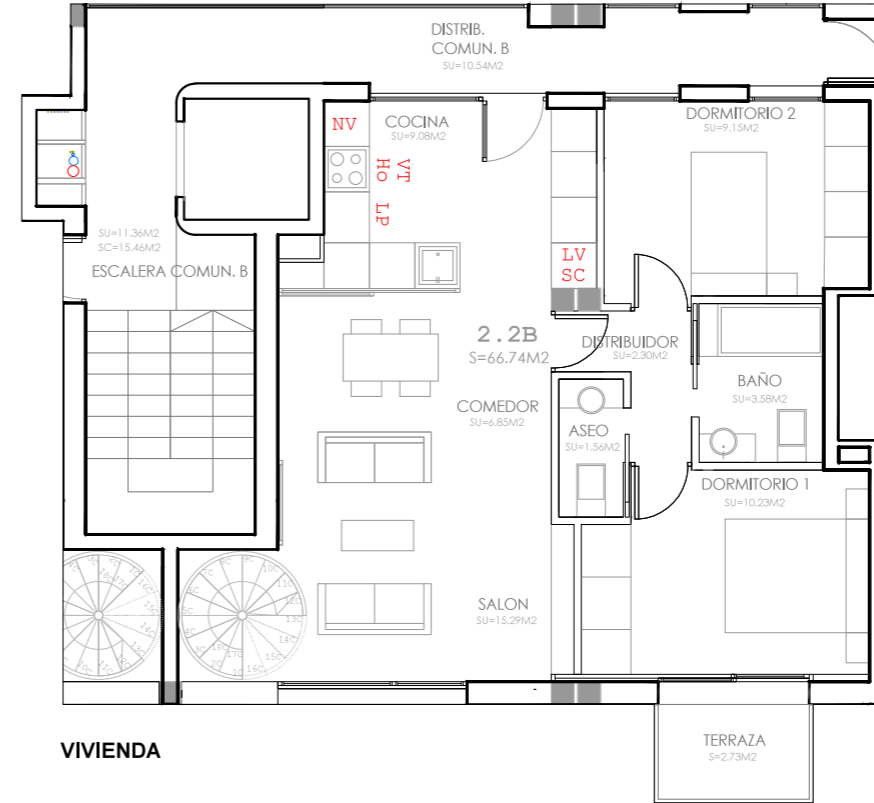 DISTRIB.
COMUN. B
SU=10.54M2
NV
COCINA
SU=9.08M2
VT
Ho LP
DORMITORIO 2
SU=9.15M2
SU=11.36M2
SC=15.46M2
ESCALERA COMUN. B
LV
SC
2.2B
S=66.74M2
DISTRIBUIDOR
SU=2.30M2
BAÑO
SU=3.58M2
COMEDOR
SU=6.85M2
ASEO
SU=1.56M2
DORMITORIO 1
SU=10.23M2
SALON
SU=15.29M2
TERRAZA
S=2.73M2
VIVIENDA